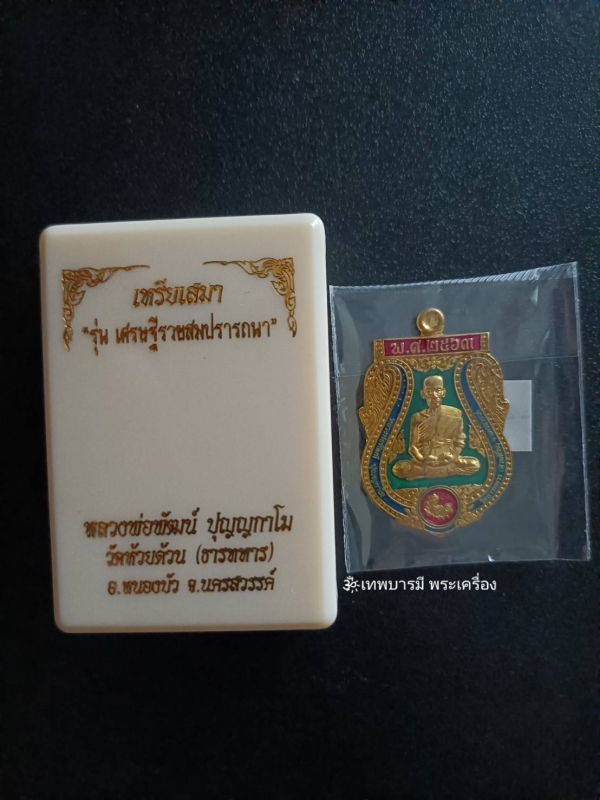 เหรียญเสมา
"รุ่น เศรษฐีรวยสมปรารถนา"
หลวงพ่อพัฒน์ ปุญญกาโม
วัดห้วยด้วน (ธารทหาร)
อ.หนองบัว จ.นครสวรรค์
พ.ศ.๒๕๖๓
เทพบารมี พระเครื่อง